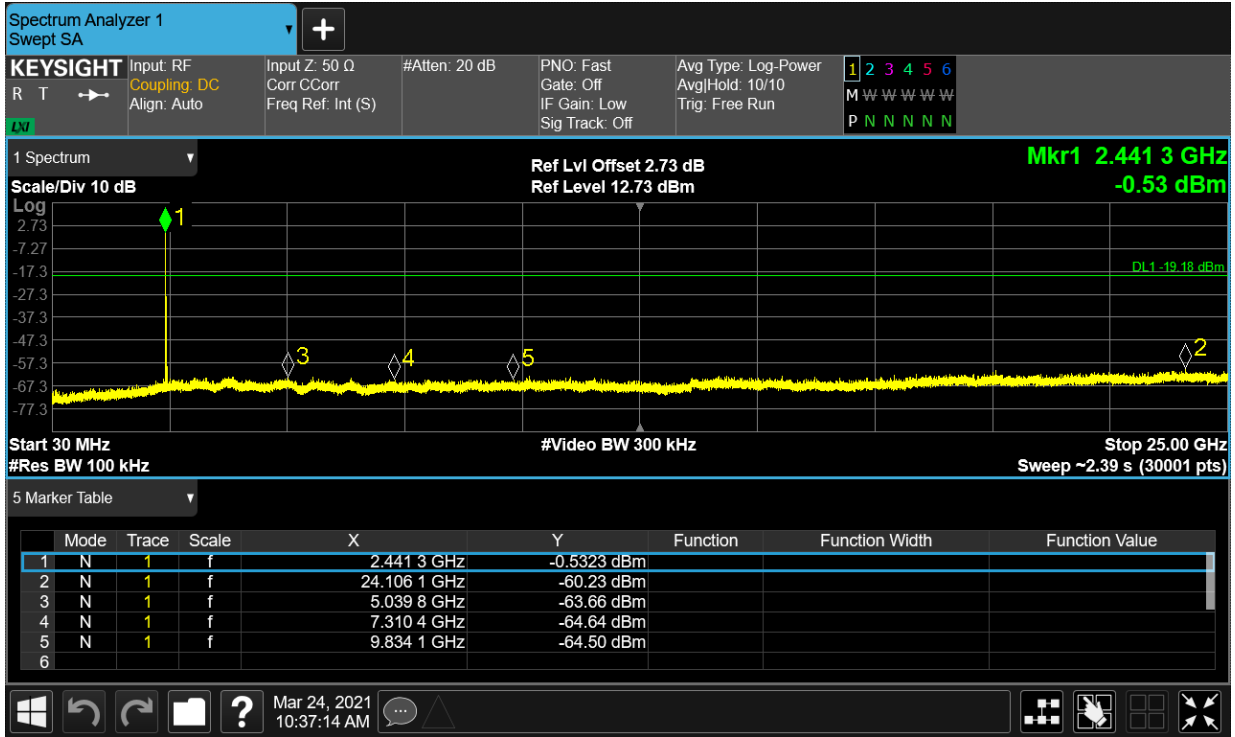 Spectrum Analyzer 1
Swept SA
+
KEYSIGHT Input: RF Input Z: 50 Ω #Atten: 20 dB PNO: Fast Avg Type: Log-Power 1 2 3 4 5 6
R T Coupling: DC Corr CCorr Gate: Off Avg|Hold: 10/10 M W W W W W
Align: Auto Freq Ref: Int (S) IF Gain: Low Trig: Free Run P N N N N N
LXI Sig Track: Off
1 Spectrum
Scale/Div 10 dB
Ref Lvl Offset 2.73 dB
Ref Level 12.73 dBm
Mkr1 2.441 3 GHz
-0.53 dBm
Log
2.73
-7.27
-17.3
-27.3
-37.3
-47.3
-57.3
-67.3
-77.3
1
DL1 -19.18 dBm
3
4
5
2
Start 30 MHz #Video BW 300 kHz Stop 25.00 GHz
#Res BW 100 kHz Sweep ~2.39 s (30001 pts)
5 Marker Table
Mode Trace Scale X Y Function Function Width Function Value
1 N 1 f 2.441 3 GHz -0.5323 dBm
2 N 1 f 24.106 1 GHz -60.23 dBm
3 N 1 f 5.039 8 GHz -63.66 dBm
4 N 1 f 7.310 4 GHz -64.64 dBm
5 N 1 f 9.834 1 GHz -64.50 dBm
6
?
Mar 24, 2021
10:37:14 AM